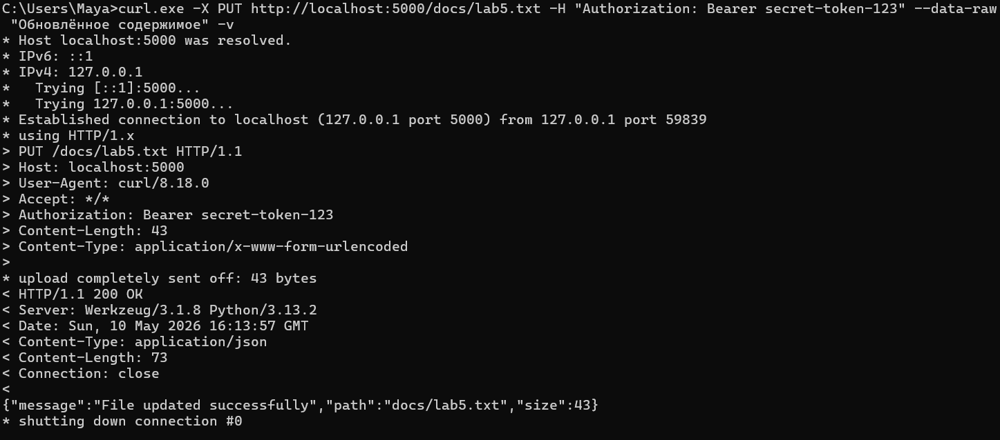 C:\Users\Maya>curl.exe -X PUT http://localhost:5000/docs/lab5.txt -H "Authorization: Bearer secret-token-123" --data-raw
 "Обновлённое содержимое" -v
* Host localhost:5000 was resolved.
* IPv6: ::1
* IPv4: 127.0.0.1
*   Trying [::1]:5000...
*   Trying 127.0.0.1:5000...
* Established connection to localhost (127.0.0.1 port 5000) from 127.0.0.1 port 59839
* using HTTP/1.x
> PUT /docs/lab5.txt HTTP/1.1
> Host: localhost:5000
> User-Agent: curl/8.18.0
> Accept: */*
> Authorization: Bearer secret-token-123
> Content-Length: 43
> Content-Type: application/x-www-form-urlencoded
>
* upload completely sent off: 43 bytes
< HTTP/1.1 200 OK
< Server: Werkzeug/3.1.8 Python/3.13.2
< Date: Sun, 10 May 2026 16:13:57 GMT
< Content-Type: application/json
< Content-Length: 73
< Connection: close
<
{"message":"File updated successfully","path":"docs/lab5.txt","size":43}
* shutting down connection #0